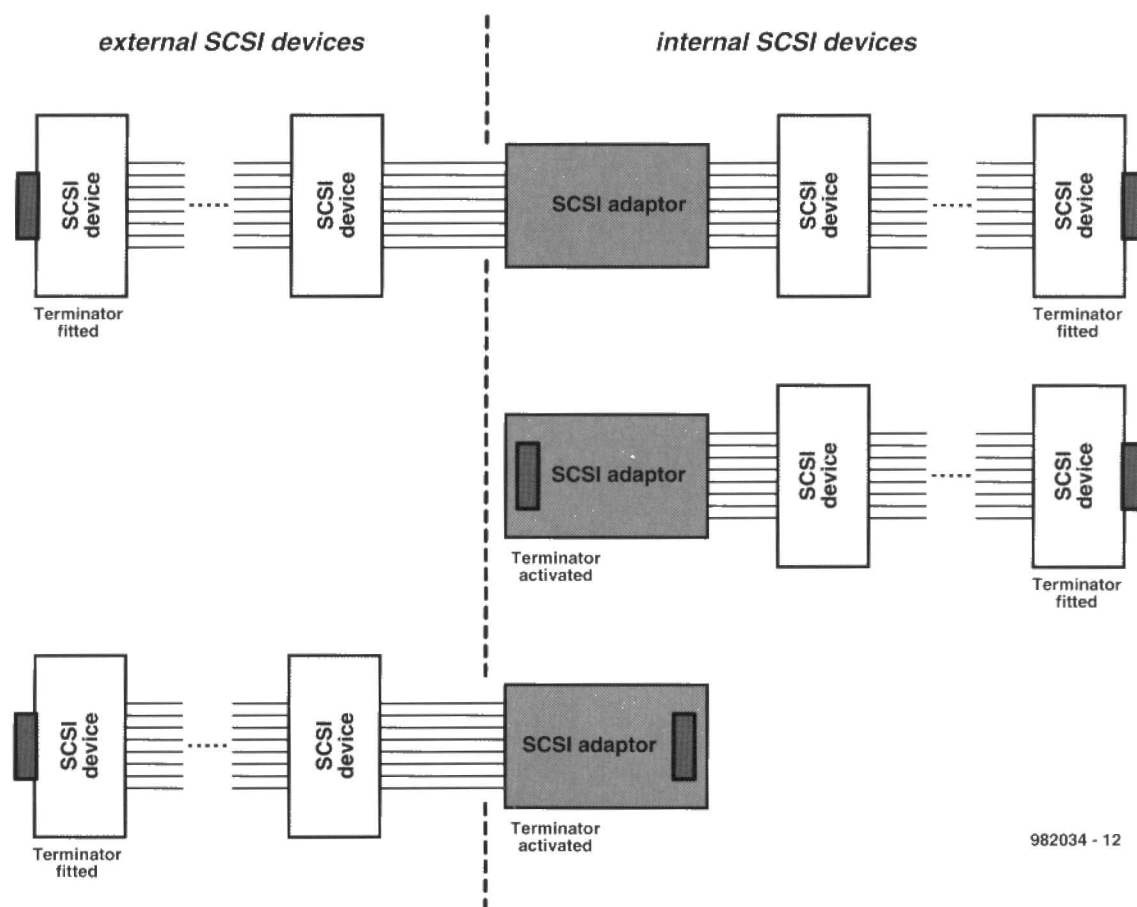 external SCSI devices
internal SCSI devices
SCSI
device
SCSI
device
SCSI adaptor
SCSI
device
SCSI
device
Terminator
fitted
Terminator
fitted
SCSI adaptor
SCSI
device
SCSI
device
Terminator
activated
Terminator
fitted
SCSI
device
SCSI
device
SCSI adaptor
Terminator
fitted
Terminator
activated
982034 - 12